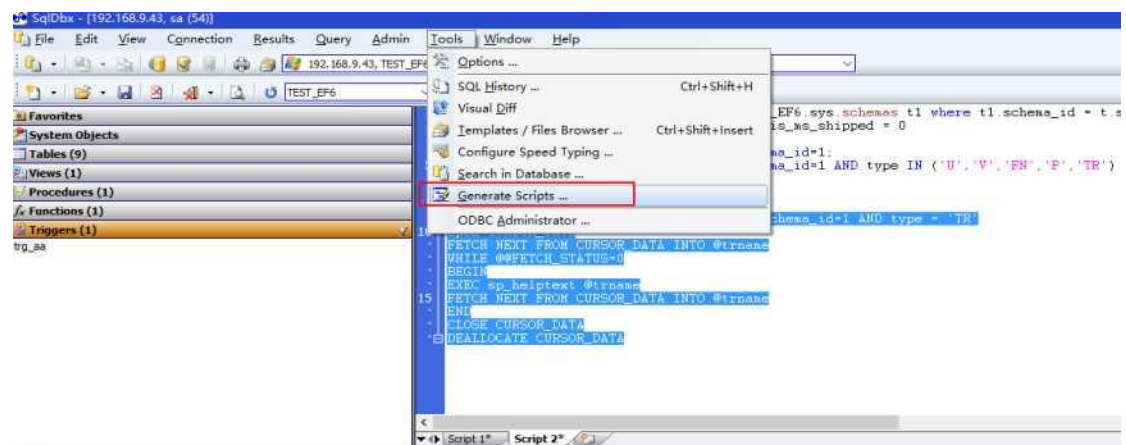 SqlDbx - [192.168.9.43, sa (54)]
File Edit View Connection Results Query Admin Tools Window Help
192.168.9.43, TEST_EF
TEST_EF6
Options ...
SQL History ... Ctrl+Shift+H
Visual Diff
Templates / Files Browser ... Ctrl+Shift+Insert
Configure Speed Typing ...
Search in Database ...
Generate Scripts ...
ODBC Administrator ...
Favorites
System Objects
Tables (9)
Views (1)
Procedures (1)
Functions (1)
Triggers (1)
trg_aa
_EF6.sys.schemas t1 where t1.schema_id = t.s
is_ms_shipped = 0
ma_id=1;
ma_id=1 AND type IN ('U','V','FN','P','TR')
chema_id=1 AND type = 'TR'
10
FETCH NEXT FROM CURSOR_DATA INTO @trname
WHILE @@FETCH_STATUS=0
BEGIN
EXEC sp_helptext @trname
15 FETCH NEXT FROM CURSOR_DATA INTO @trname
END
CLOSE CURSOR_DATA
DEALLOCATE CURSOR_DATA
Script 1* Script 2*